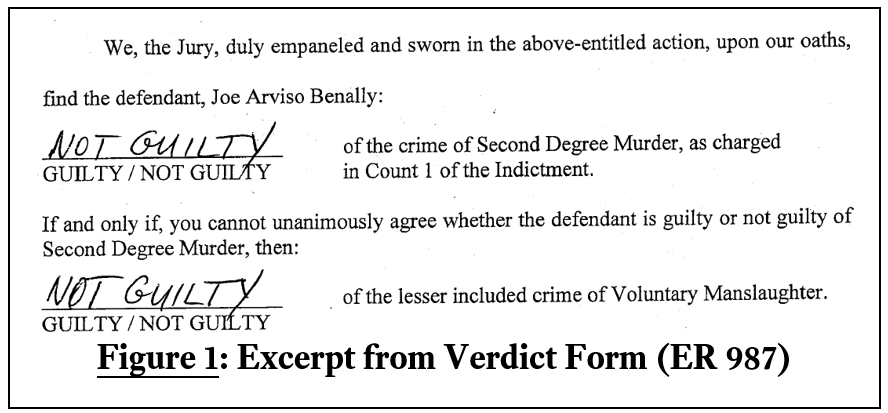 We, the Jury, duly empaneled and sworn in the above-entitled action, upon our oaths,
find the defendant, Joe Arviso Benally:
NOT GUILTY of the crime of Second Degree Murder, as charged
GUILTY / NOT GUILTY in Count 1 of the Indictment.
If and only if, you cannot unanimously agree whether the defendant is guilty or not guilty of
Second Degree Murder, then:
NOT GUILTY of the lesser included crime of Voluntary Manslaughter.
GUILTY / NOT GUILTY
Figure 1: Excerpt from Verdict Form (ER 987)